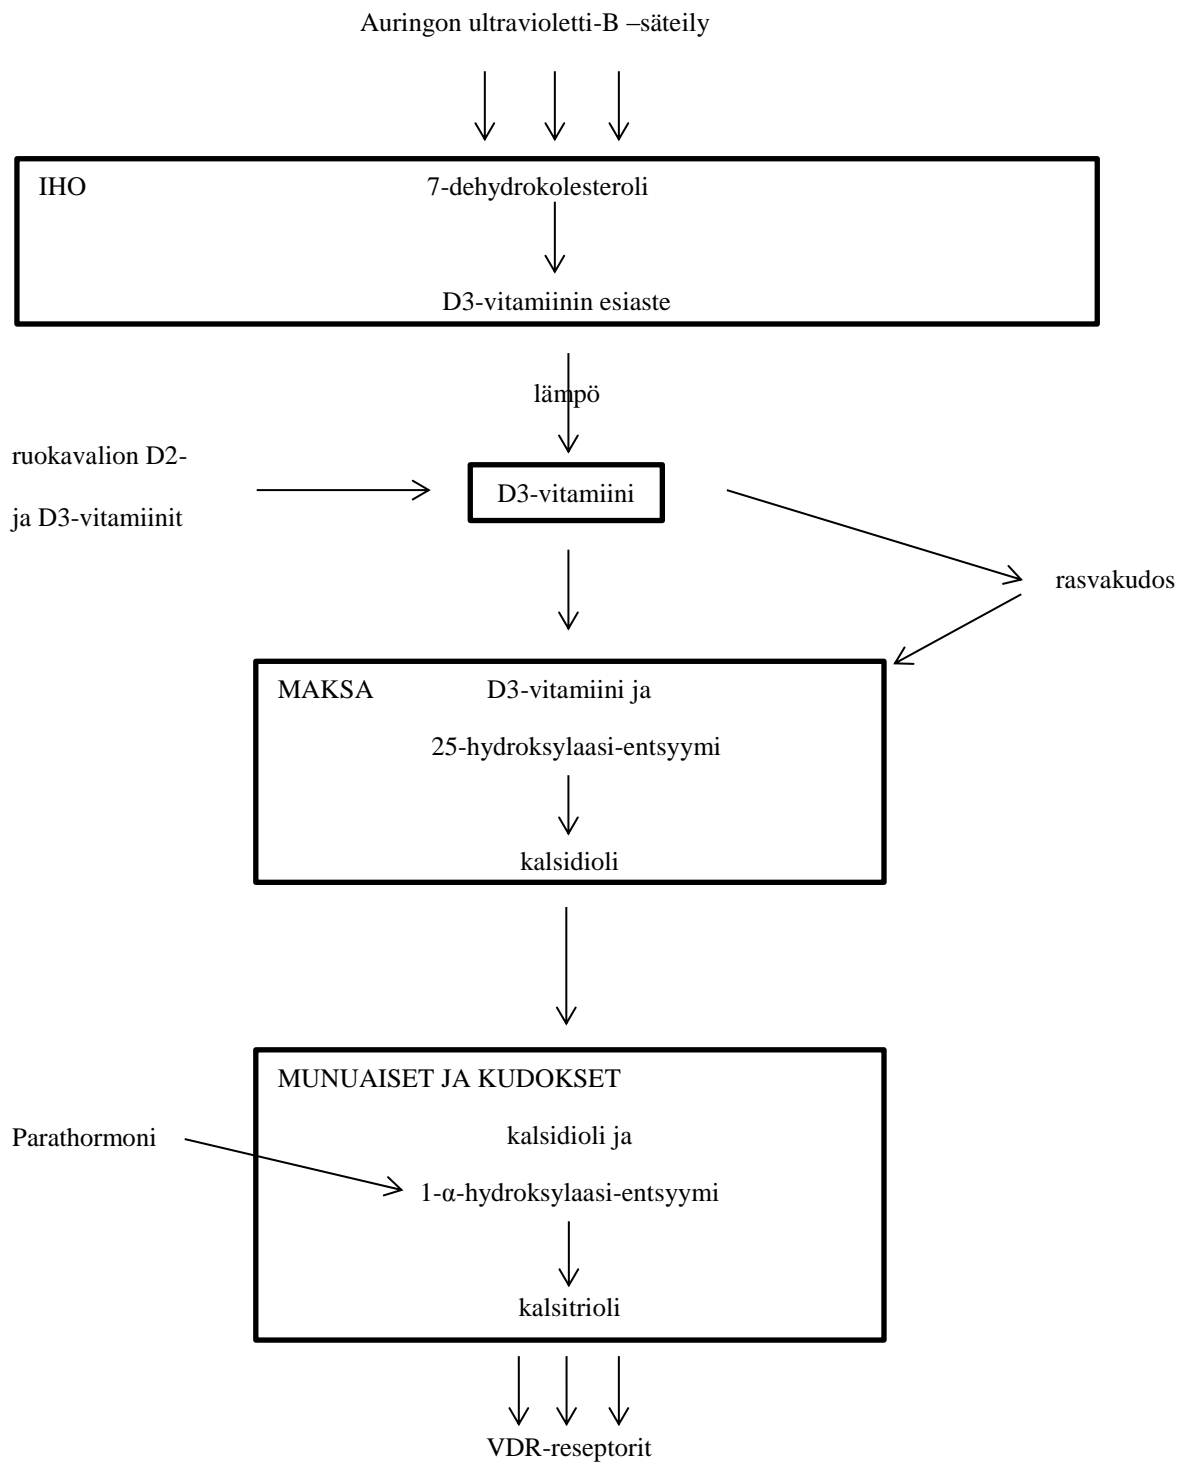 Auringon ultravioletti-B –säteily
IHO
7-dehydrokolesteroli
D3-vitamiinin esiaste
lämpö
ruokavalion D2-
ja D3-vitamiinit
D3-vitamiini
rasvakudos
MAKSA
D3-vitamiini ja
25-hydroksylaasi-entsyymi
kalsidioli
MUNUAISET JA KUDOKSET
Parathormoni
kalsidioli ja
1-α-hydroksylaasi-entsyymi
kalsitrioli
VDR-reseptorit